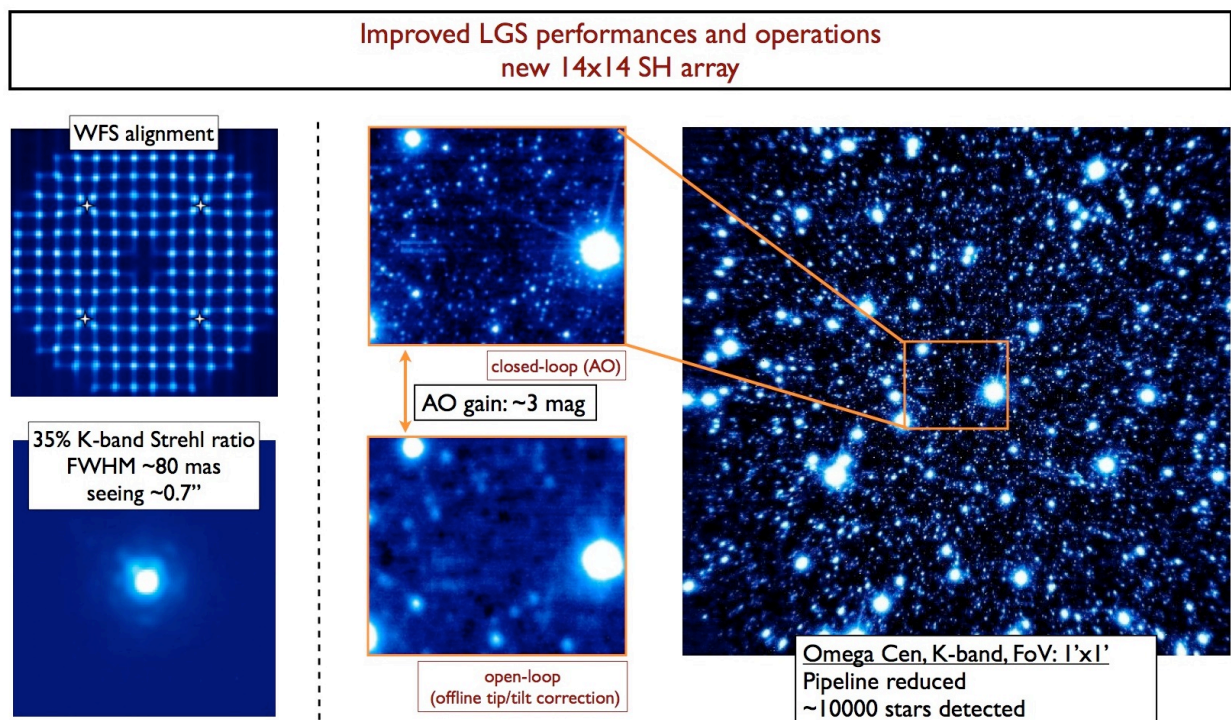 Improved LGS performances and operations
new 14x14 SH array
WFS alignment
35% K-band Strehl ratio
FWHM ~80 mas
seeing ~0.7”
closed-loop (AO)
AO gain: ~3 mag
open-loop
(offline tip/tilt correction)
Omega Cen, K-band, FoV: 1'x1'
Pipeline reduced
~10000 stars detected